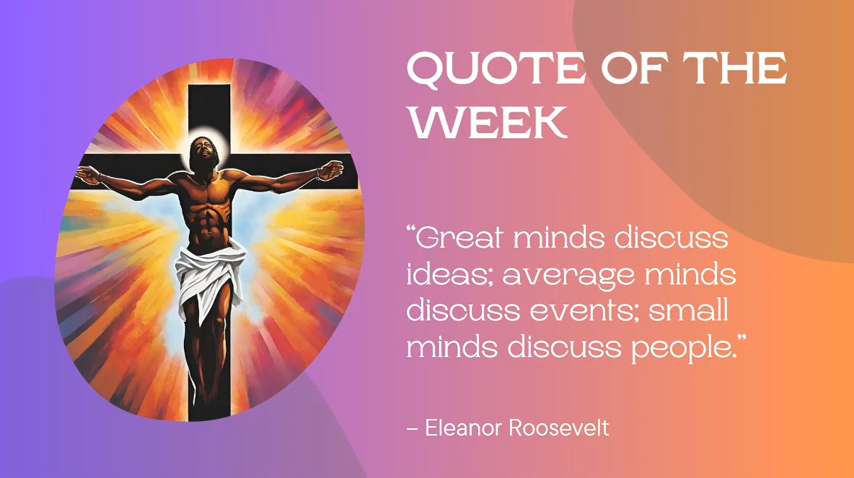 QUOTE OF THE
WEEK
“Great minds discuss
ideas; average minds
discuss events; small
minds discuss people.”
– Eleanor Roosevelt